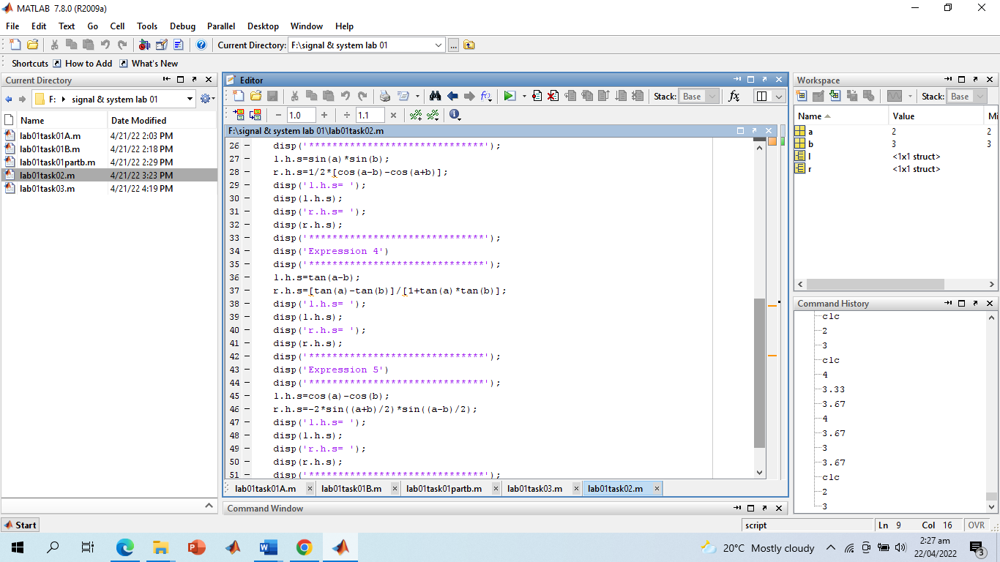 MATLAB 7.8.0 (R2009a)
File Edit Text Go Cell Tools Debug Parallel Desktop Window Help
Current Directory: F:\signal & system lab 01 ...
Shortcuts How to Add What's New
Current Directory
F: signal & system lab 01
Name Date Modified
lab01task01A.m 4/21/22 2:03 PM
lab01task01B.m 4/21/22 2:18 PM
lab01task01partb.m 4/21/22 2:29 PM
lab01task02.m 4/21/22 3:23 PM
lab01task03.m 4/21/22 4:19 PM
Editor
Stack: Base fx
− 1.0 + ÷ 1.1 ×
F:\signal & system lab 01\lab01task02.m
26 − disp('******************************');
27 − l.h.s=sin(a)*sin(b);
28 − r.h.s=1/2*[cos(a-b)-cos(a+b)];
29 − disp('l.h.s= ');
30 − disp(l.h.s);
31 − disp('r.h.s= ');
32 − disp(r.h.s);
33 − disp('******************************');
34 − disp('Expression 4')
35 − disp('******************************');
36 − l.h.s=tan(a-b);
37 − r.h.s=[tan(a)-tan(b)]/[1+tan(a)*tan(b)];
38 − disp('l.h.s= ');
39 − disp(l.h.s);
40 − disp('r.h.s= ');
41 − disp(r.h.s);
42 − disp('******************************');
43 − disp('Expression 5')
44 − disp('******************************');
45 − l.h.s=cos(a)-cos(b);
46 − r.h.s=-2*sin((a+b)/2)*sin((a-b)/2);
47 − disp('l.h.s= ');
48 − disp(l.h.s);
49 − disp('r.h.s= ');
50 − disp(r.h.s);
51 − disp('******************************');
lab01task01A.m lab01task01B.m lab01task01partb.m lab01task03.m lab01task02.m
Command Window
Workspace
Stack: Base
Name Value Mi
a 2 2
b 3 3
l <1x1 struct>
r <1x1 struct>
Command History
clc
2
3
clc
4
3.33
3.67
4
3.67
3
3.67
clc
2
3
Start
script Ln 9 Col 16 OVR
20°C Mostly cloudy
2:27 am
22/04/2022
3